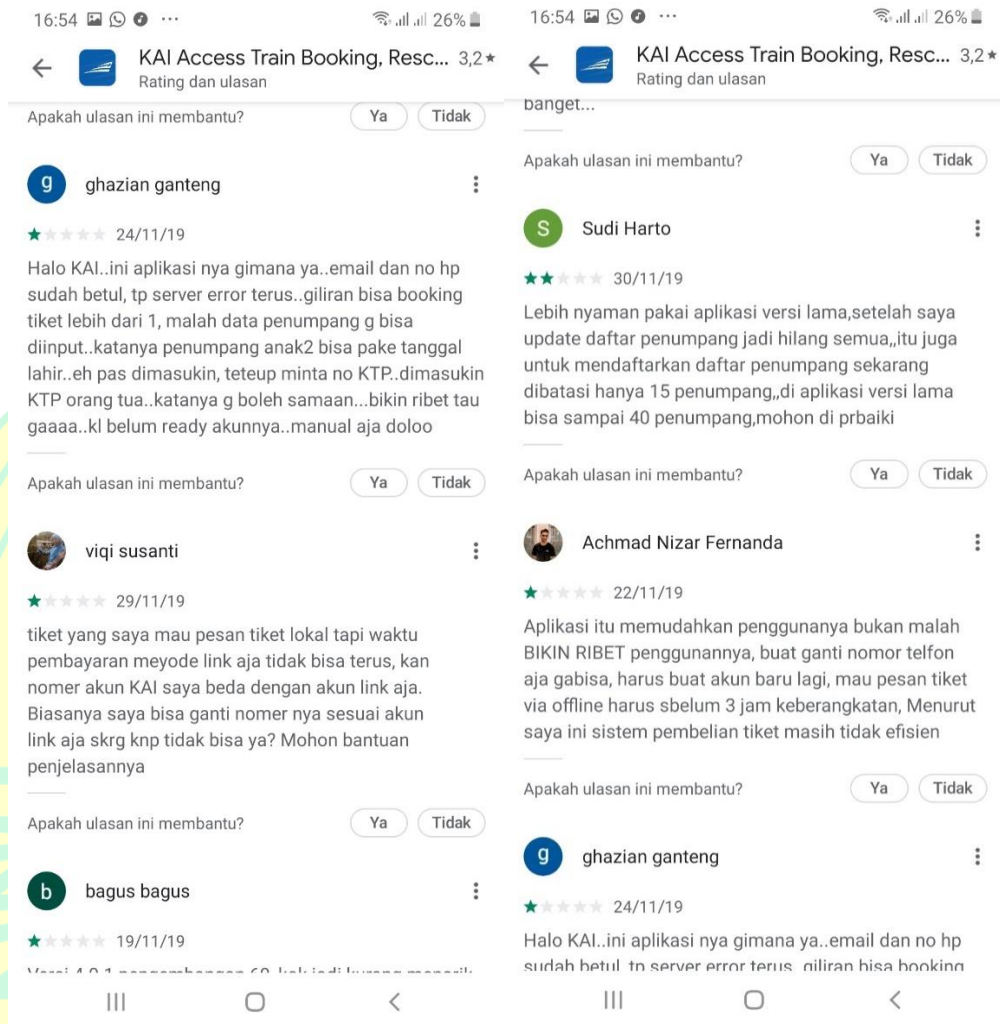 16:54 26%
KAI Access Train Booking, Resc... 3,2★
Rating dan ulasan
Apakah ulasan ini membantu? Ya Tidak
g ghazian ganteng
24/11/19
Halo KAI..ini aplikasi nya gimana ya..email dan no hp
sudah betul, tp server error terus..giliran bisa booking
tiket lebih dari 1, malah data penumpang g bisa
diinput..katanya penumpang anak2 bisa pake tanggal
lahir..eh pas dimasukin, teteup minta no KTP..dimasukin
KTP orang tua..katanya g boleh samaan...bikin ribet tau
gaaaa..kl belum ready akunnya..manual aja doloo
Apakah ulasan ini membantu? Ya Tidak
viqi susanti
29/11/19
tiket yang saya mau pesan tiket lokal tapi waktu
pembayaran meyode link aja tidak bisa terus, kan
nomer akun KAI saya beda dengan akun link aja.
Biasanya saya bisa ganti nomer nya sesuai akun
link aja skrg knp tidak bisa ya? Mohon bantuan
penjelasannya
Apakah ulasan ini membantu? Ya Tidak
b bagus bagus
19/11/19
16:54 26%
KAI Access Train Booking, Resc... 3,2★
Rating dan ulasan
banget...
Apakah ulasan ini membantu? Ya Tidak
S Sudi Harto
30/11/19
Lebih nyaman pakai aplikasi versi lama,setelah saya
update daftar penumpang jadi hilang semua,,itu juga
untuk mendaftarkan daftar penumpang sekarang
dibatasi hanya 15 penumpang,,di aplikasi versi lama
bisa sampai 40 penumpang,mohon di prbaiki
Apakah ulasan ini membantu? Ya Tidak
Achmad Nizar Fernanda
22/11/19
Aplikasi itu memudahkan penggunanya bukan malah
BIKIN RIBET penggunannya, buat ganti nomor telfon
aja gabisa, harus buat akun baru lagi, mau pesan tiket
via offline harus sbelum 3 jam keberangkatan, Menurut
saya ini sistem pembelian tiket masih tidak efisien
Apakah ulasan ini membantu? Ya Tidak
g ghazian ganteng
24/11/19
Halo KAI..ini aplikasi nya gimana ya..email dan no hp
sudah betul, tp server error terus..giliran bisa booking